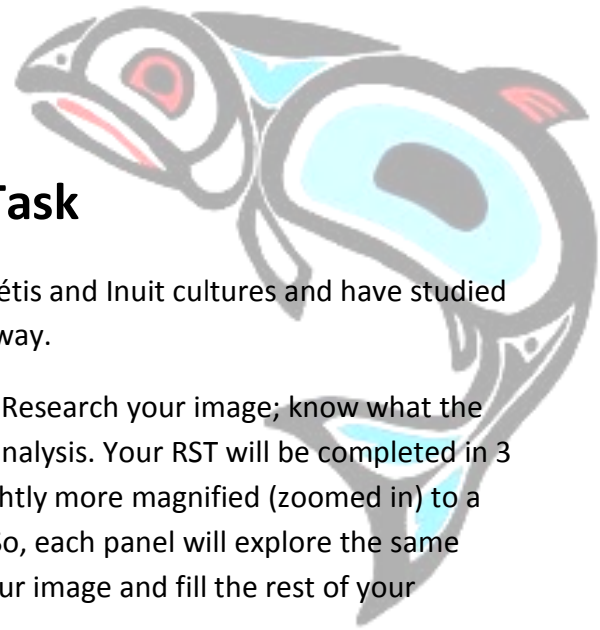 Task
étis and Inuit cultures and have studied
way.
Research your image; know what the
nalysis. Your RST will be completed in 3
htly more magnified (zoomed in) to a
So, each panel will explore the same
ur image and fill the rest of your